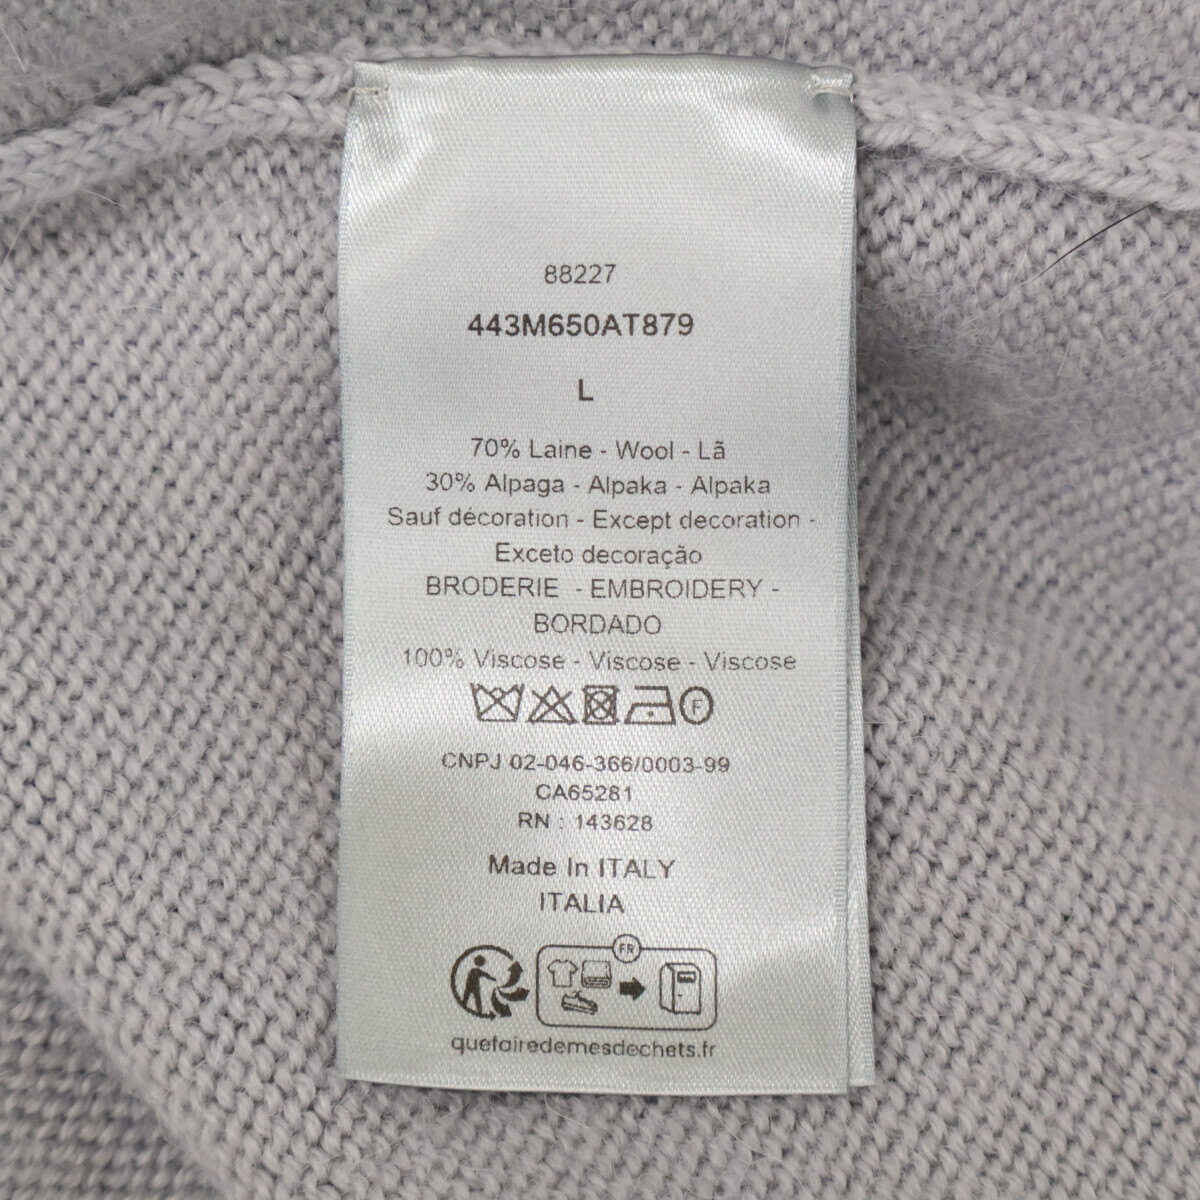 88227
443M650AT879
L
70% Laine - Wool - Lã
30% Alpaga - Alpaka - Alpaka
Sauf décoration - Except decoration -
Exceto decoração
BRODERIE - EMBROIDERY -
BORDADO
100% Viscose - Viscose - Viscose
F
CNPJ 02-046-366/0003-99
CA65281
RN : 143628
Made In ITALY
ITALIA
FR
quefairedemesdechets.fr